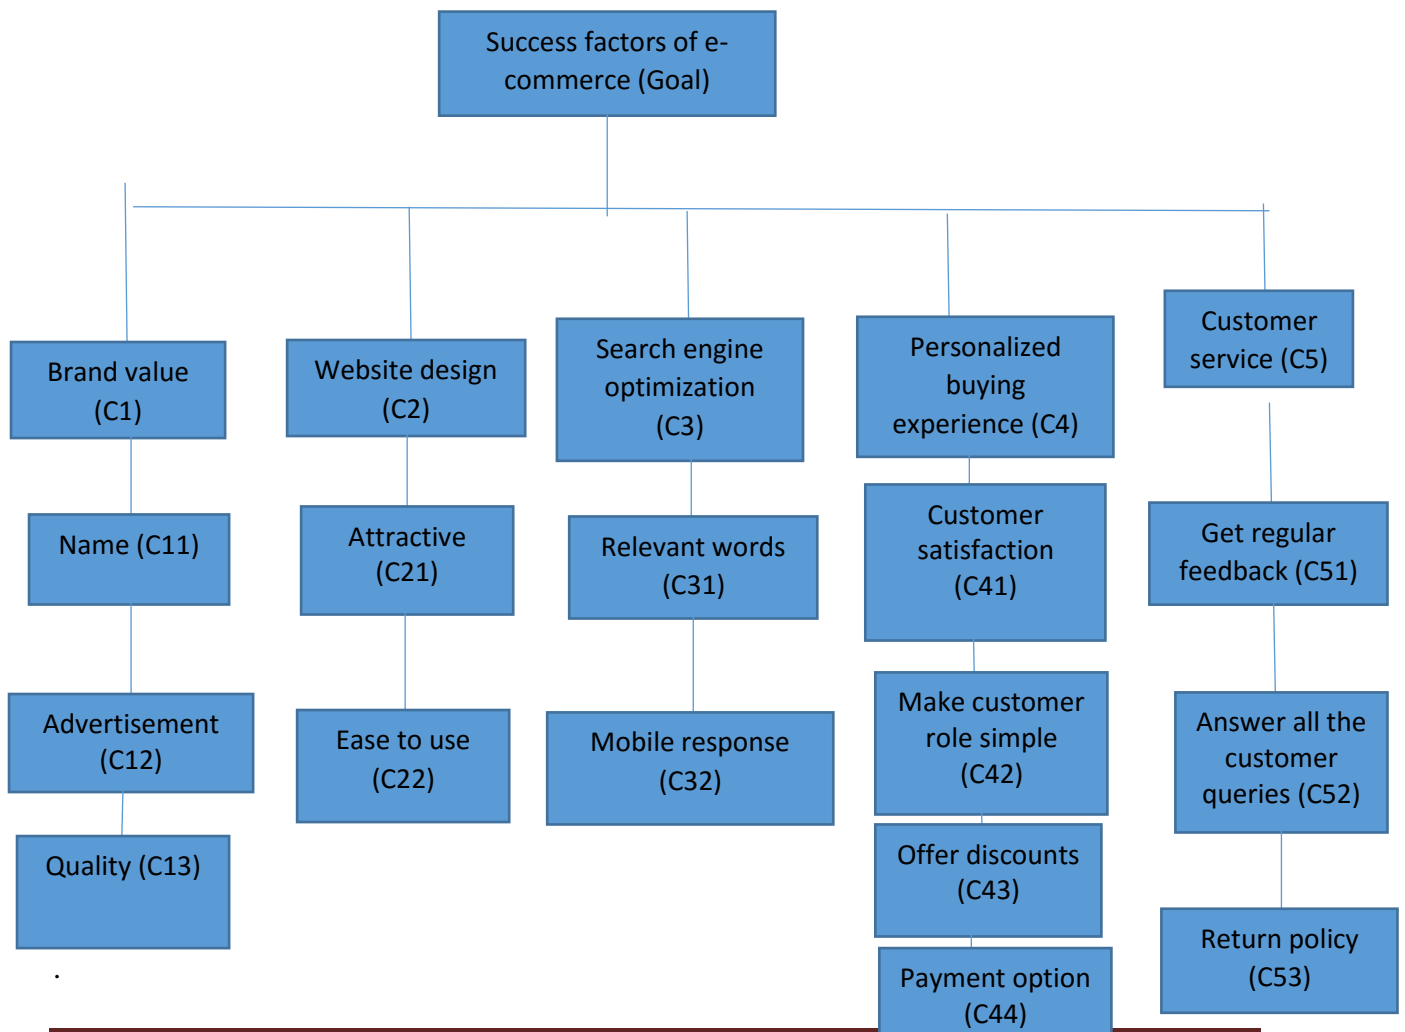 Success factors of e-
commerce (Goal)
Brand value
(C1)
Name (C11)
Advertisement
(C12)
Quality (C13)
.
Website design
(C2)
Attractive
(C21)
Ease to use
(C22)
Search engine
optimization
(C3)
Relevant words
(C31)
Mobile response
(C32)
Personalized
buying
experience (C4)
Customer
satisfaction
(C41)
Make customer
role simple
(C42)
Offer discounts
(C43)
Payment option
(C44)
Customer
service (C5)
Get regular
feedback (C51)
Answer all the
customer
queries (C52)
Return policy
(C53)